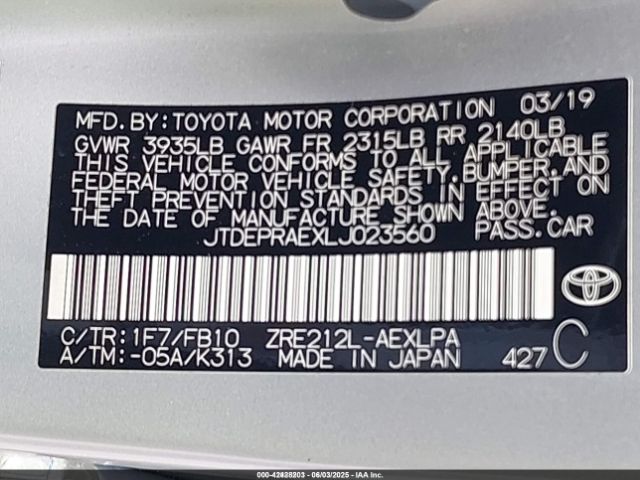 MFD. BY: TOYOTA MOTOR CORPORATION 03/19
GVWR 3935LB GAWR FR 2315LB RR 2140LB
THIS VEHICLE CONFORMS TO ALL APPLICABLE
FEDERAL MOTOR VEHICLE SAFETY, BUMPER, AND
THEFT PREVENTION STANDARDS IN EFFECT ON
THE DATE OF MANUFACTURE SHOWN ABOVE.
JTDEPRAEXLJ023560 PASS. CAR
C/TR: 1F7/FB10 ZRE212L-AEXLPA
A/TM: -05A/K313 MADE IN JAPAN 427 C
000-42428203 - 06/03/2025 - IAA Inc.